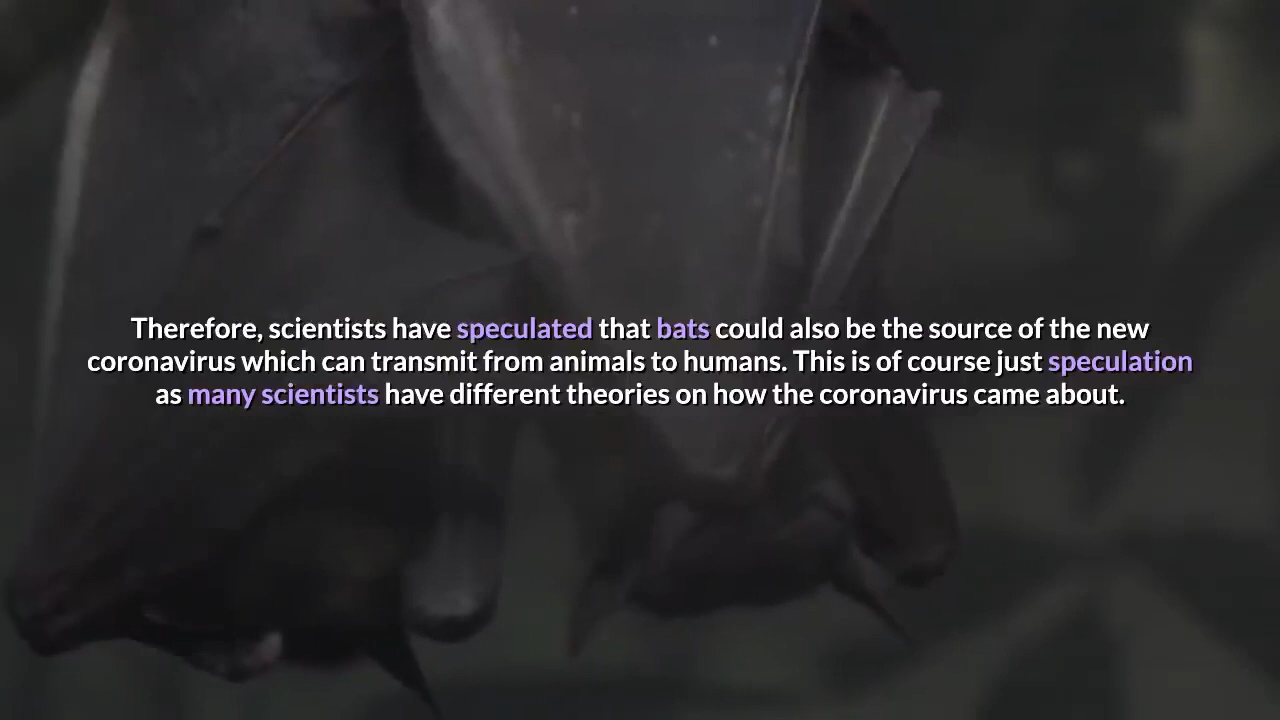 Therefore, scientists have speculated that bats could also be the source of the new
coronavirus which can transmit from animals to humans. This is of course just speculation
as many scientists have different theories on how the coronavirus came about.